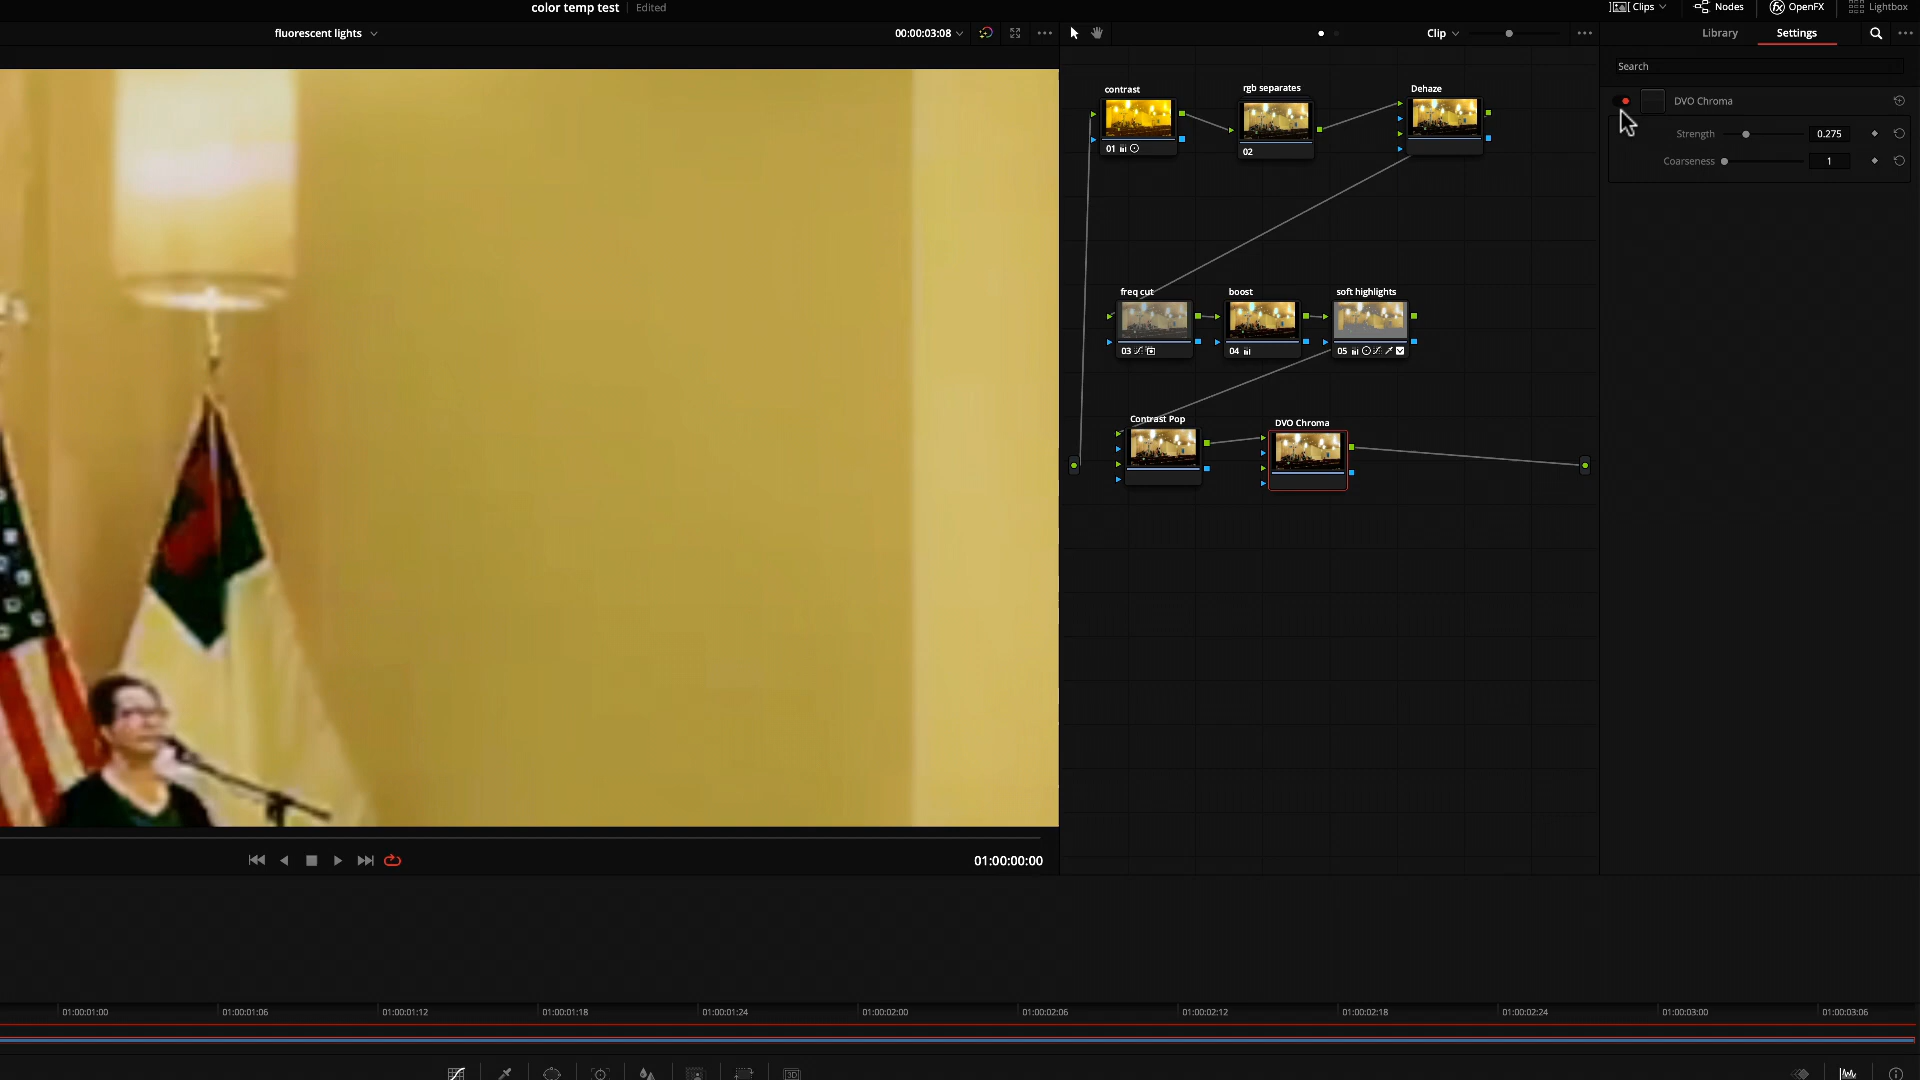 color temp test Edited
Clips Nodes OpenFX Lightbox
fluorescent lights 00:00:03:08 Clip Library Settings
Search
contrast rgb separates Dehaze
DVO Chroma
Strength 0.275
01 02
Coarseness 1
freq cut boost soft highlights
03 04 05
Contrast Pop DVO Chroma
01:00:00:00
01:00:01:00 01:00:01:06 01:00:01:12 01:00:01:18 01:00:01:24 01:00:02:00 01:00:02:06 01:00:02:12 01:00:02:18 01:00:02:24 01:00:03:00 01:00:03:06
3D